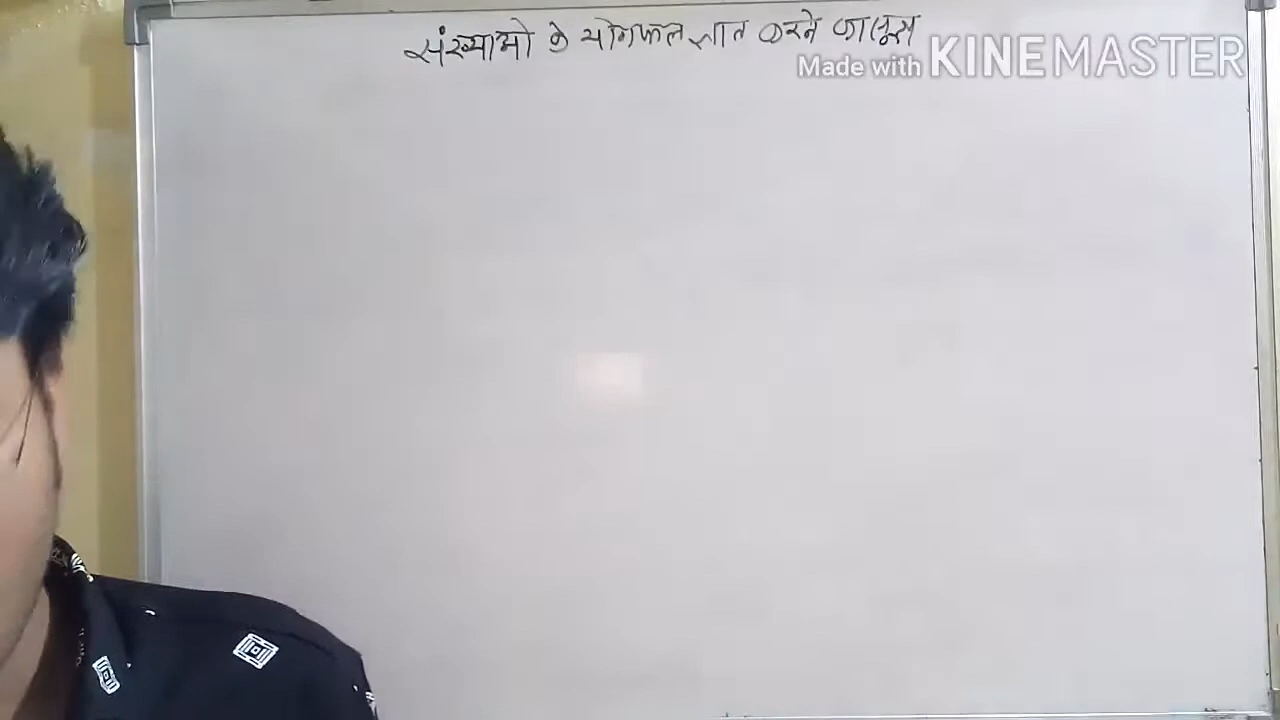 संख्याओ के योगफल ज्ञात करने का सूत्र
Made with KINEMASTER